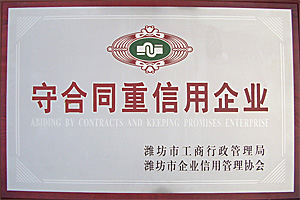 守合同重信用企业
ABIDING BY CONTRACTS AND KEEPING PROMISES ENTERPRISE
潍坊市工商行政管理局
潍坊市企业信用管理协会